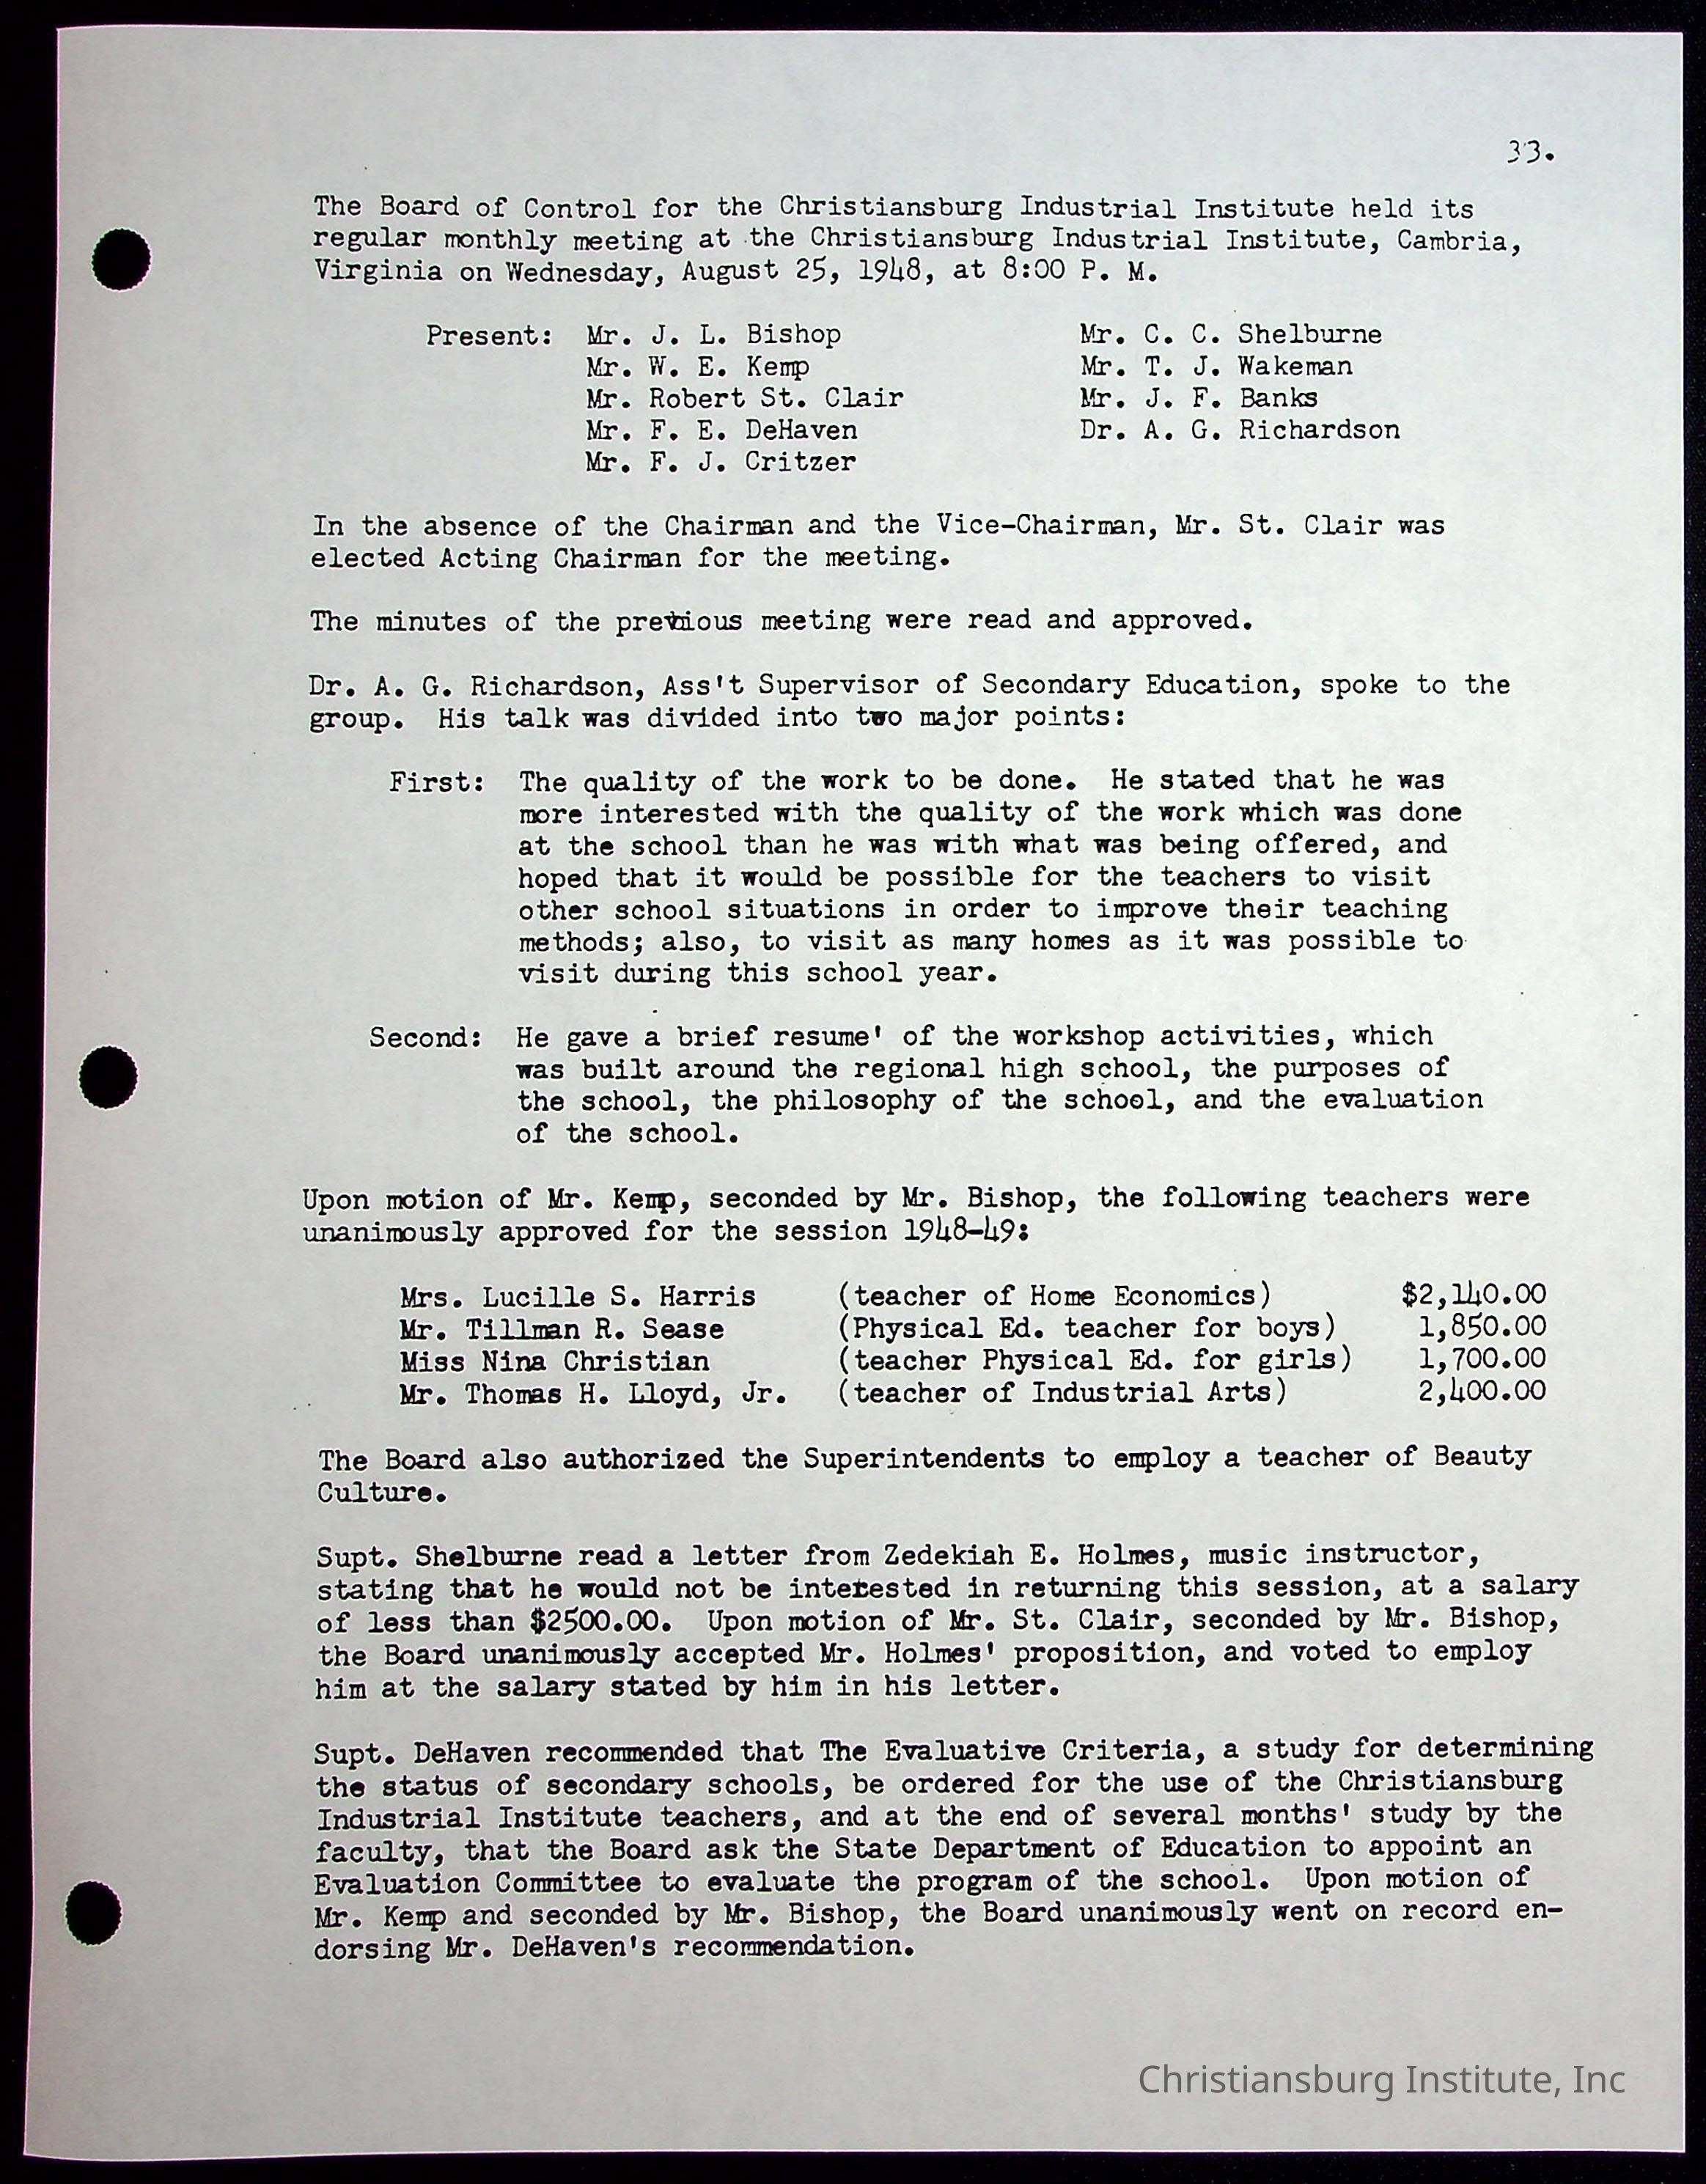 33.
The Board of Control for the Christiansburg Industrial Institute held its
regular monthly meeting at the Christiansburg Industrial Institute, Cambria,
Virginia on Wednesday, August 25, 1948, at 8:00 P. M.
Present: Mr. J. L. Bishop Mr. C. C. Shelburne
Mr. W. E. Kemp Mr. T. J. Wakeman
Mr. Robert St. Clair Mr. J. F. Banks
Mr. F. E. DeHaven Dr. A. G. Richardson
Mr. F. J. Critzer
In the absence of the Chairman and the Vice-Chairman, Mr. St. Clair was
elected Acting Chairman for the meeting.
The minutes of the previous meeting were read and approved.
Dr. A. G. Richardson, Ass't Supervisor of Secondary Education, spoke to the
group. His talk was divided into two major points:
First: The quality of the work to be done. He stated that he was
more interested with the quality of the work which was done
at the school than he was with what was being offered, and
hoped that it would be possible for the teachers to visit
other school situations in order to improve their teaching
methods; also, to visit as many homes as it was possible to
visit during this school year.
Second: He gave a brief resume' of the workshop activities, which
was built around the regional high school, the purposes of
the school, the philosophy of the school, and the evaluation
of the school.
Upon motion of Mr. Kemp, seconded by Mr. Bishop, the following teachers were
unanimously approved for the session 1948-49:
Mrs. Lucille S. Harris (teacher of Home Economics) $2,140.00
Mr. Tillman R. Sease (Physical Ed. teacher for boys) 1,850.00
Miss Nina Christian (teacher Physical Ed. for girls) 1,700.00
Mr. Thomas H. Lloyd, Jr. (teacher of Industrial Arts) 2,400.00
The Board also authorized the Superintendents to employ a teacher of Beauty
Culture.
Supt. Shelburne read a letter from Zedekiah E. Holmes, music instructor,
stating that he would not be interested in returning this session, at a salary
of less than $2500.00. Upon motion of Mr. St. Clair, seconded by Mr. Bishop,
the Board unanimously accepted Mr. Holmes' proposition, and voted to employ
him at the salary stated by him in his letter.
Supt. DeHaven recommended that The Evaluative Criteria, a study for determining
the status of secondary schools, be ordered for the use of the Christiansburg
Industrial Institute teachers, and at the end of several months' study by the
faculty, that the Board ask the State Department of Education to appoint an
Evaluation Committee to evaluate the program of the school. Upon motion of
Mr. Kemp and seconded by Mr. Bishop, the Board unanimously went on record en-
dorsing Mr. DeHaven's recommendation.
Christiansburg Institute, Inc